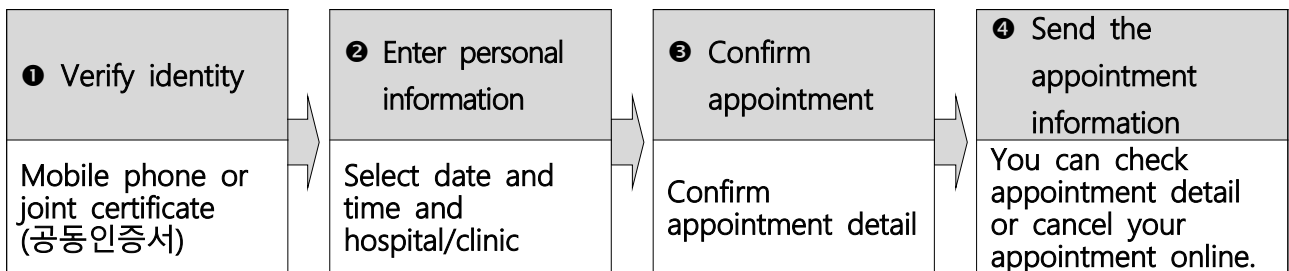 ❶ Verify identity
Mobile phone or
joint certificate
(공동인증서)
❷ Enter personal
information
Select date and
time and
hospital/clinic
❸ Confirm
appointment
Confirm
appointment detail
❹ Send the
appointment
information
You can check
appointment detail
or cancel your
appointment online.